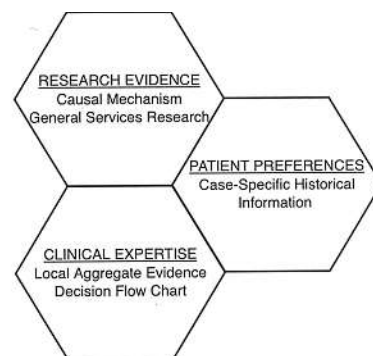 RESEARCH EVIDENCE
Causal Mechanism
General Services Research
PATIENT PREFERENCES
Case-Specific Historical
Information
CLINICAL EXPERTISE
Local Aggregate Evidence
Decision Flow Chart